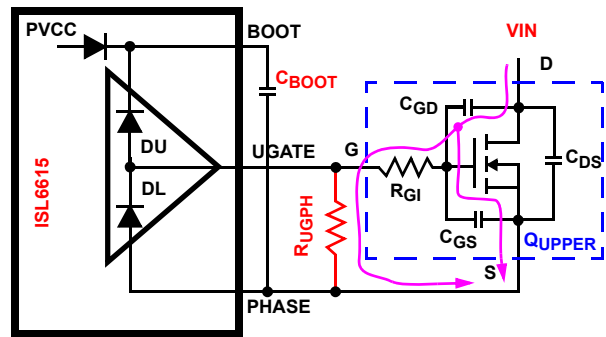 PVCC
BOOT
VIN
D
CBOOT
CGD
DU
UGATE
G
CDS
DL
RGI
ISL6615
RUGPH
CGS
QUPPER
S
PHASE